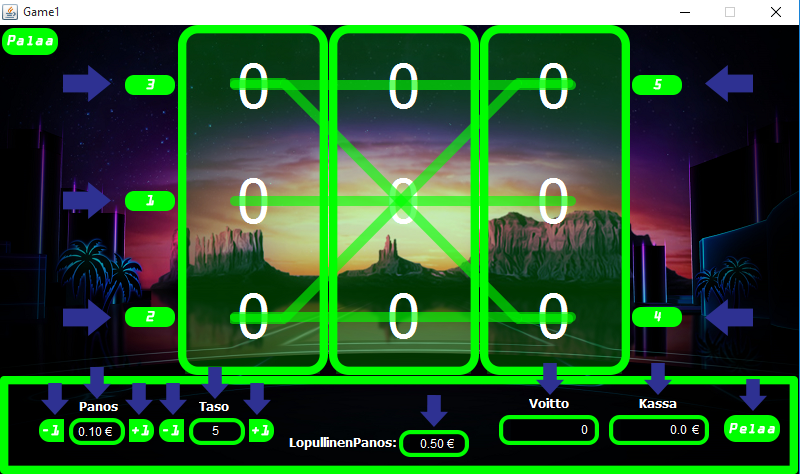 Game1
Palaa
0 0 0
3 5
0 0 0
1
0 0 0
2 4
Panos Taso Voitto Kassa
-1 0.10 € +1 -1 5 +1 0 0.0 € Pelaa
LopullinenPanos: 0.50 €